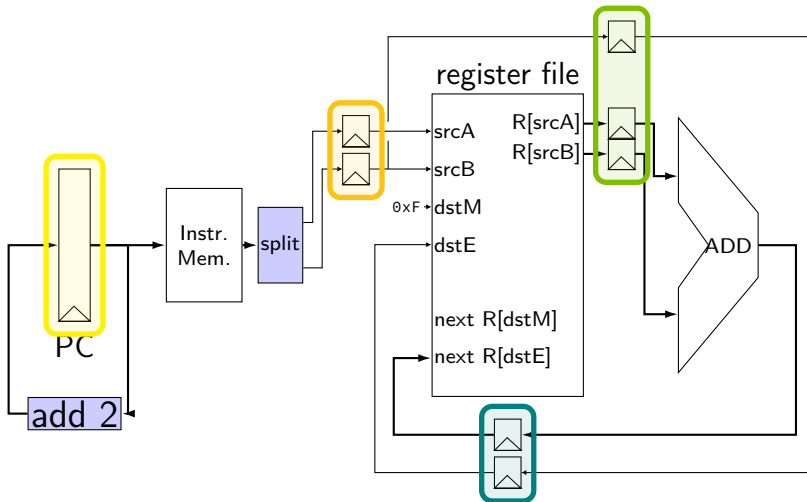 register file
srcA
srcB
0xF
dstM
dstE
next R[dstM]
next R[dstE]
R[srcA]
R[srcB]
Instr.
Mem.
split
ADD
PC
add 2